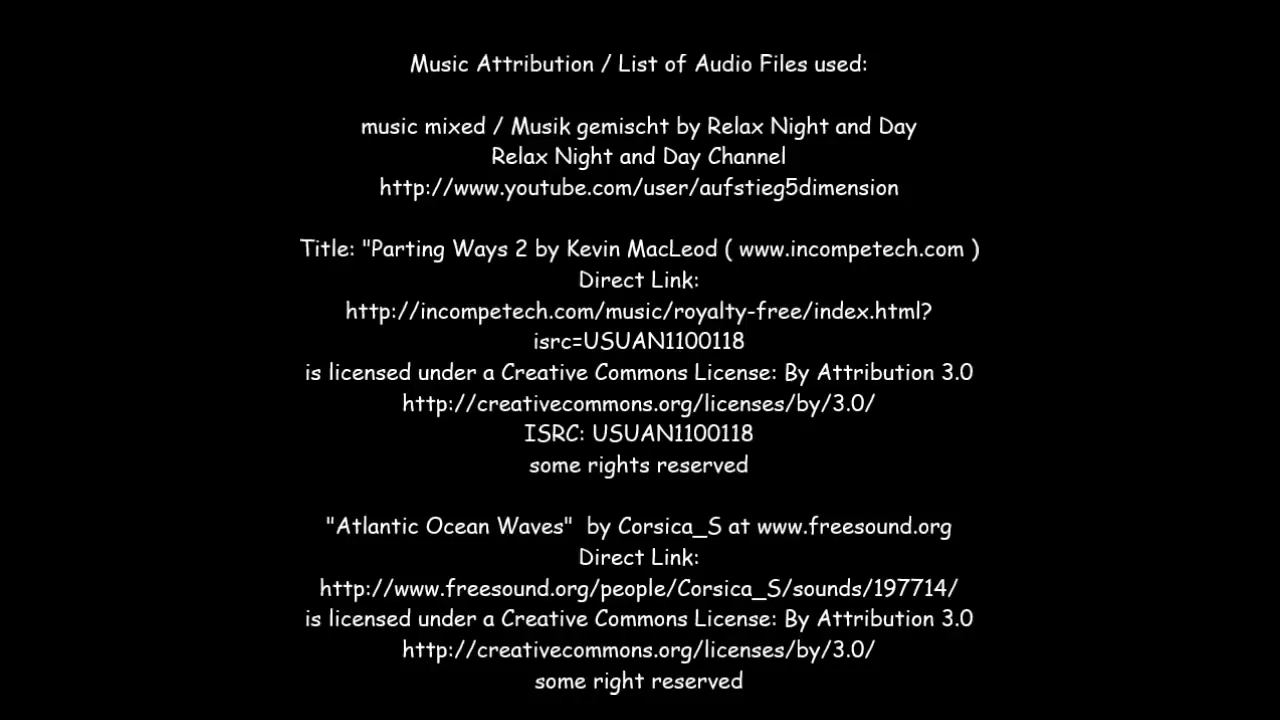 Music Attribution / List of Audio Files used:
music mixed / Musik gemischt by Relax Night and Day
Relax Night and Day Channel
http://www.youtube.com/user/aufstieg5dimension
Title: "Parting Ways 2 by Kevin MacLeod ( www.incompetech.com )
Direct Link:
http://incompetech.com/music/royalty-free/index.html?
isrc=USUAN1100118
is licensed under a Creative Commons License: By Attribution 3.0
http://creativecommons.org/licenses/by/3.0/
ISRC: USUAN1100118
some rights reserved
"Atlantic Ocean Waves"  by Corsica_S at www.freesound.org
Direct Link:
http://www.freesound.org/people/Corsica_S/sounds/197714/
is licensed under a Creative Commons License: By Attribution 3.0
http://creativecommons.org/licenses/by/3.0/
some right reserved